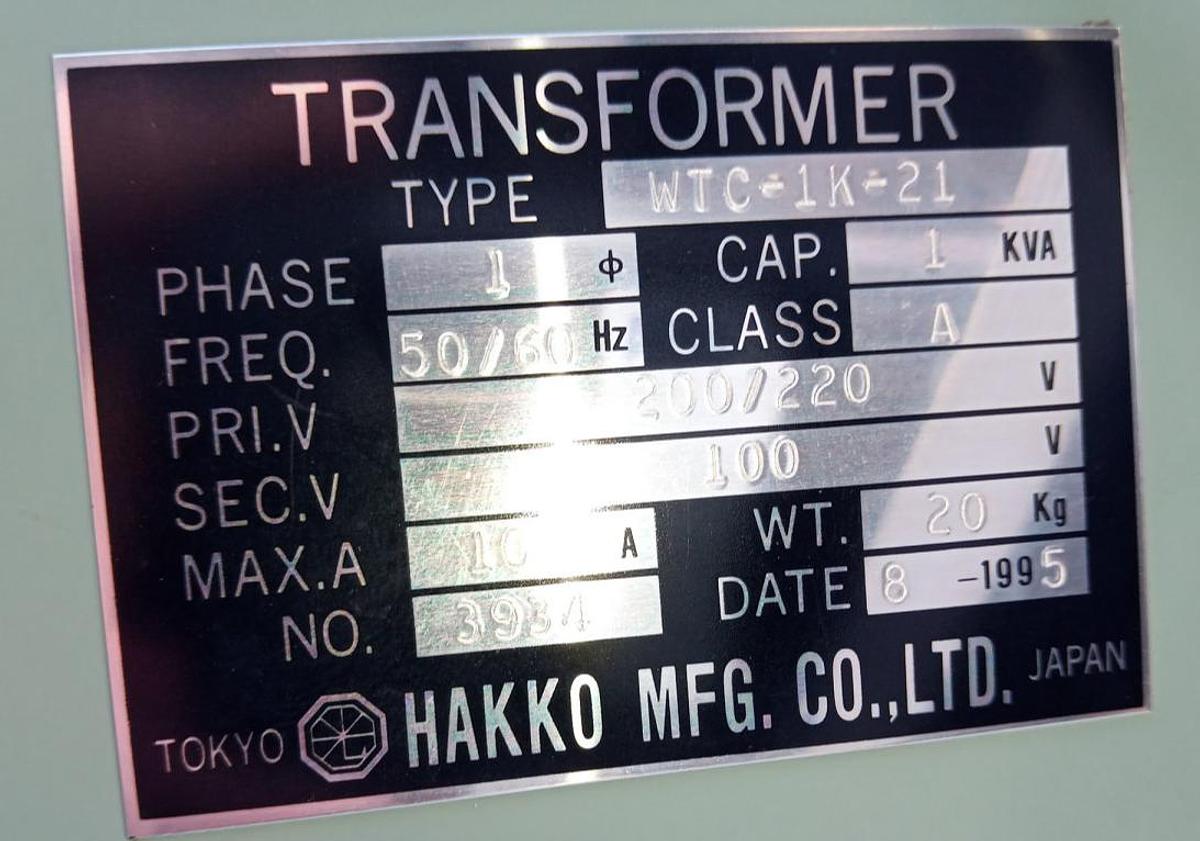 TRANSFORMER
TYPE WTC-1K-21
PHASE 1 ϕ CAP. 1 KVA
FREQ. 50/60 Hz CLASS A
PRI.V 200/220 V
SEC.V 100 V
MAX.A 10 A WT. 20 Kg
NO. 3934 DATE 8 -1995
TOKYO HAKKO MFG. CO.,LTD. JAPAN